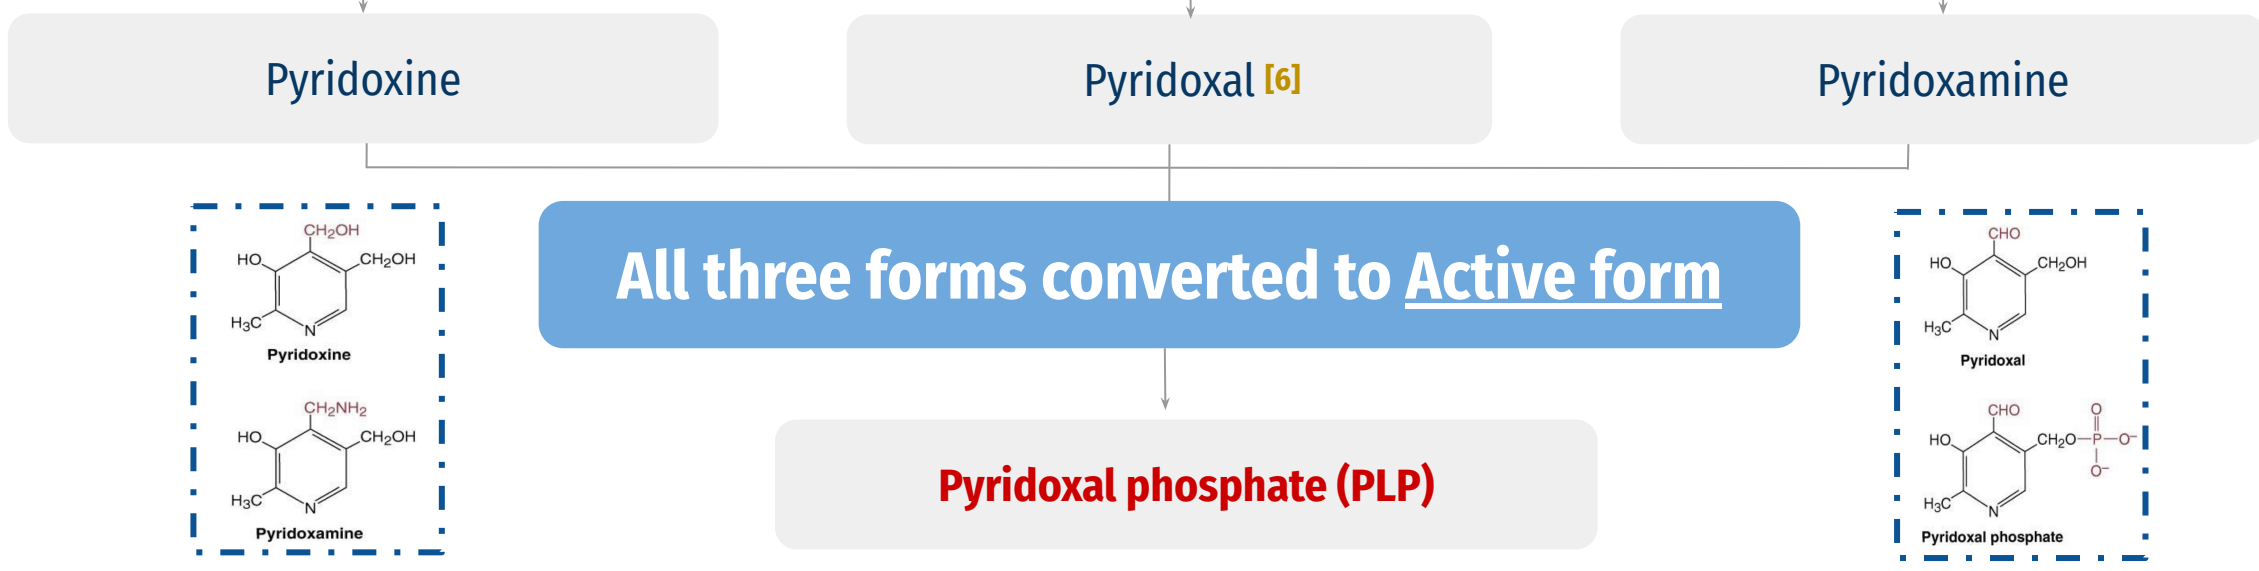 Pyridoxine
Pyridoxal [6]
Pyridoxamine
All three forms converted to Active form
Pyridoxal phosphate (PLP)
CH₂OH
HO
CH₂OH
H₃C
N
Pyridoxine
CH₂NH₂
HO
CH₂OH
H₃C
N
Pyridoxamine
CHO
HO
CH₂OH
H₃C
N
Pyridoxal
CHO
O
HO
CH₂O—P—O⁻
O⁻
H₃C
N
Pyridoxal phosphate